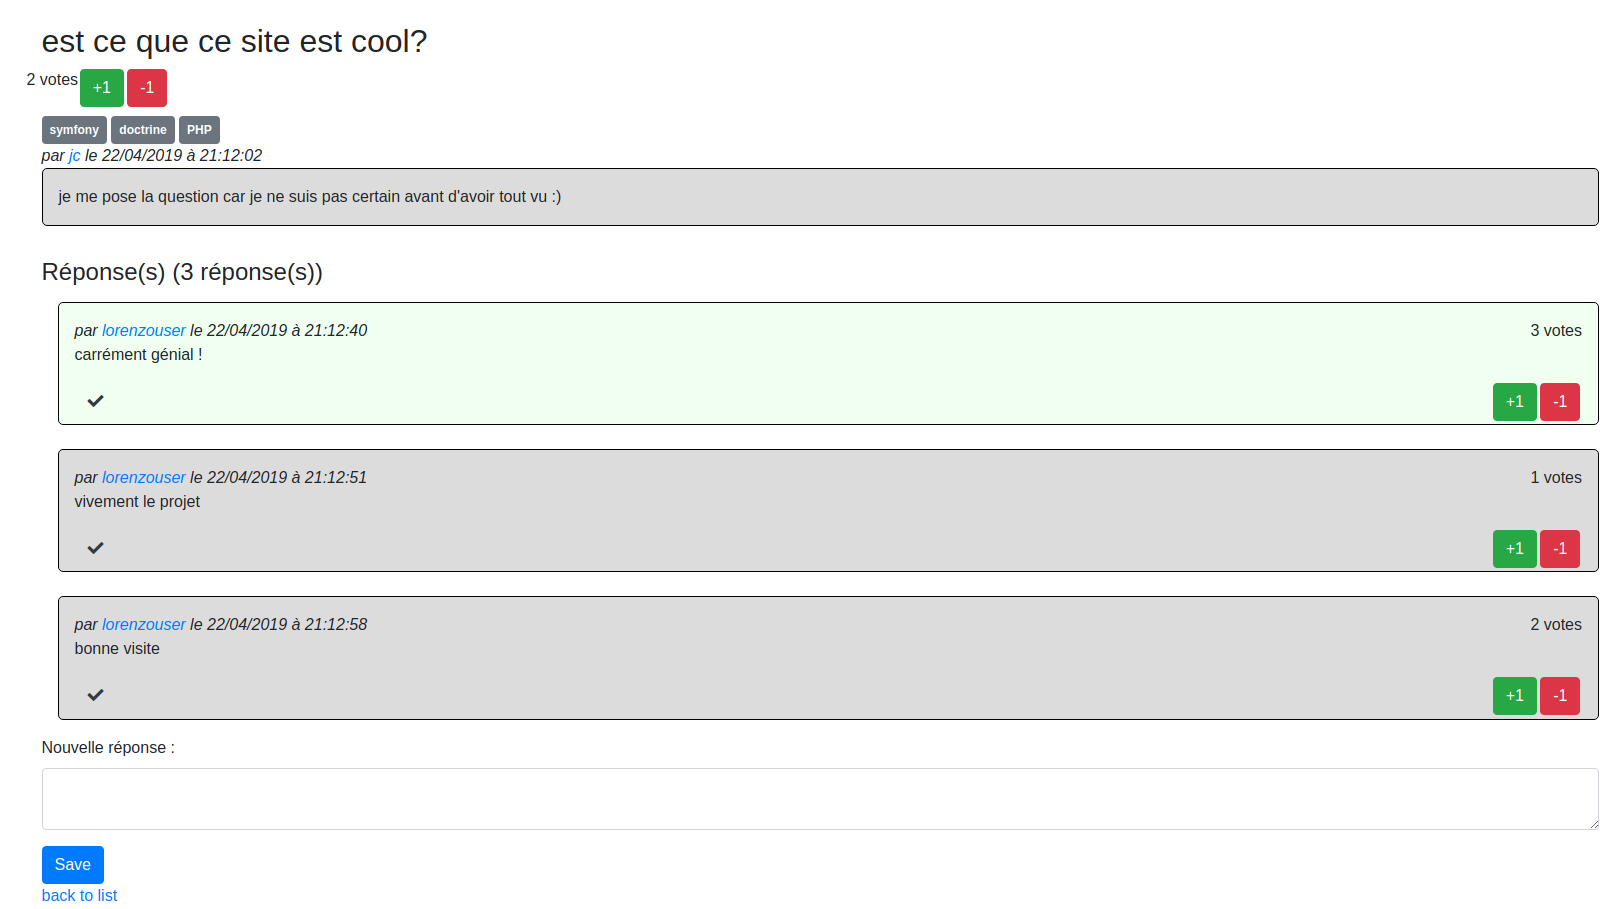 est ce que ce site est cool?
2 votes +1 -1
symfony doctrine PHP
par jc le 22/04/2019 à 21:12:02
je me pose la question car je ne suis pas certain avant d'avoir tout vu :)
Réponse(s) (3 réponse(s))
par lorenzouser le 22/04/2019 à 21:12:40 3 votes
carrément génial !
+1 -1
par lorenzouser le 22/04/2019 à 21:12:51 1 votes
vivement le projet
+1 -1
par lorenzouser le 22/04/2019 à 21:12:58 2 votes
bonne visite
+1 -1
Nouvelle réponse :
Save
back to list